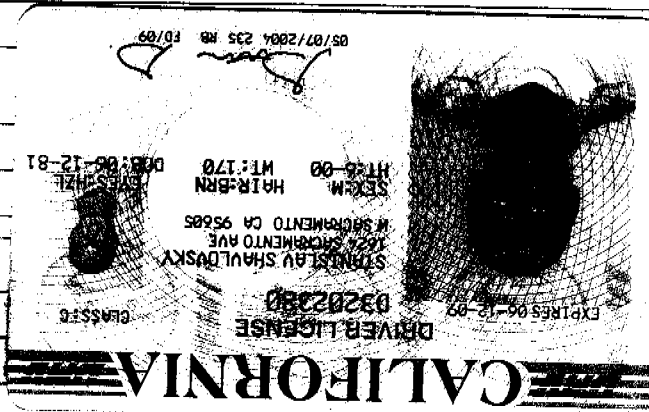 CALIFORNIA
DRIVER LICENSE
D3202380
EXPIRES 06-12-09
CLASS:C
STANISLAV SHAVLOVSKY
1624 SACRAMENTO AVE
W SACRAMENTO CA 95605
SEX:M HAIR:BRN EYES:HZL
HT:6-00 WT:170 DOB:06-12-81
05/07/2004 235 RB FD/09